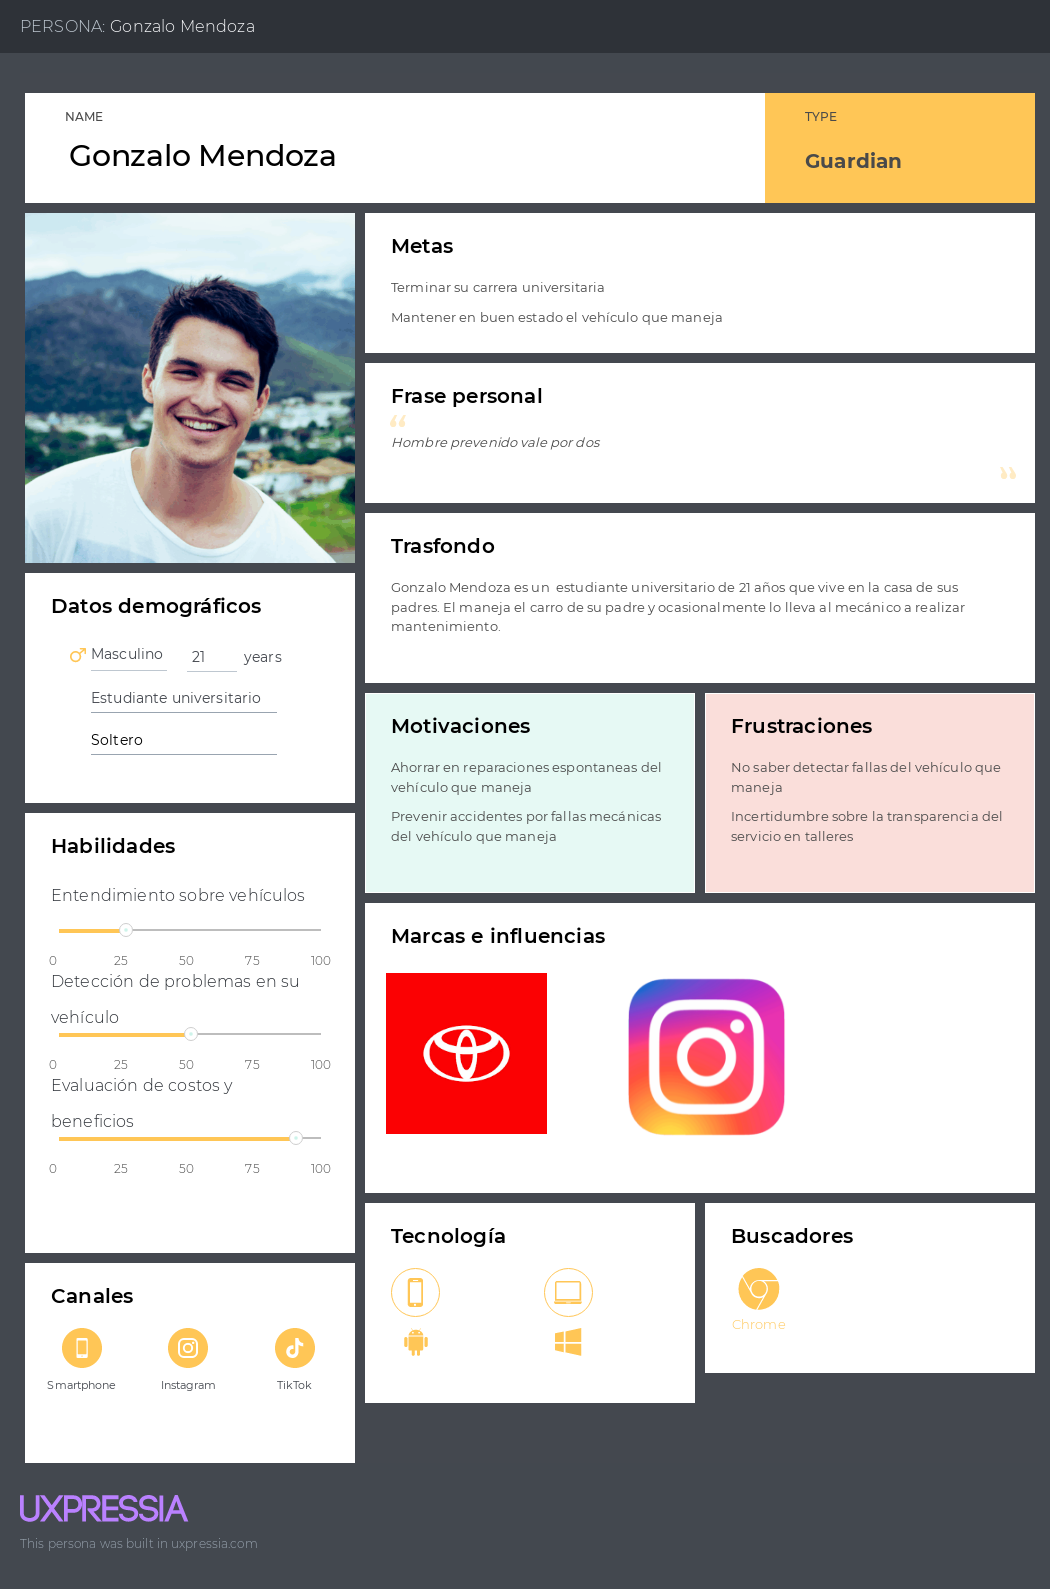 PERSONA: Gonzalo Mendoza
NAME
Gonzalo Mendoza
TYPE
Guardian
Metas
Terminar su carrera universitaria
Mantener en buen estado el vehículo que maneja
Frase personal
“
Hombre prevenido vale por dos
”
Trasfondo
Gonzalo Mendoza es un  estudiante universitario de 21 años que vive en la casa de sus
padres. El maneja el carro de su padre y ocasionalmente lo lleva al mecánico a realizar
mantenimiento.
Datos demográficos
Masculino 21 years
Estudiante universitario
Soltero
Motivaciones
Ahorrar en reparaciones espontaneas del
vehículo que maneja
Prevenir accidentes por fallas mecánicas
del vehículo que maneja
Frustraciones
No saber detectar fallas del vehículo que
maneja
Incertidumbre sobre la transparencia del
servicio en talleres
Habilidades
Entendimiento sobre vehículos
0 25 50 75 100
Detección de problemas en su
vehículo
0 25 50 75 100
Evaluación de costos y
beneficios
0 25 50 75 100
Marcas e influencias
Tecnología
Buscadores
Chrome
Canales
Smartphone Instagram TikTok
UXPRESSIA
This persona was built in uxpressia.com